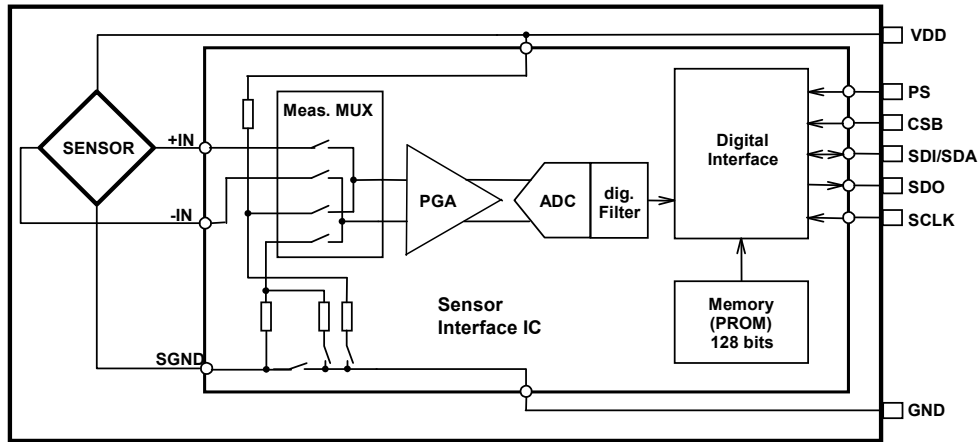 VDD
PS
Meas. MUX
+IN
SENSOR
CSB
Digital
Interface
SDI/SDA
PGA
ADC
dig.
Filter
SDO
-IN
SCLK
Sensor
Interface IC
Memory
(PROM)
128 bits
SGND
GND